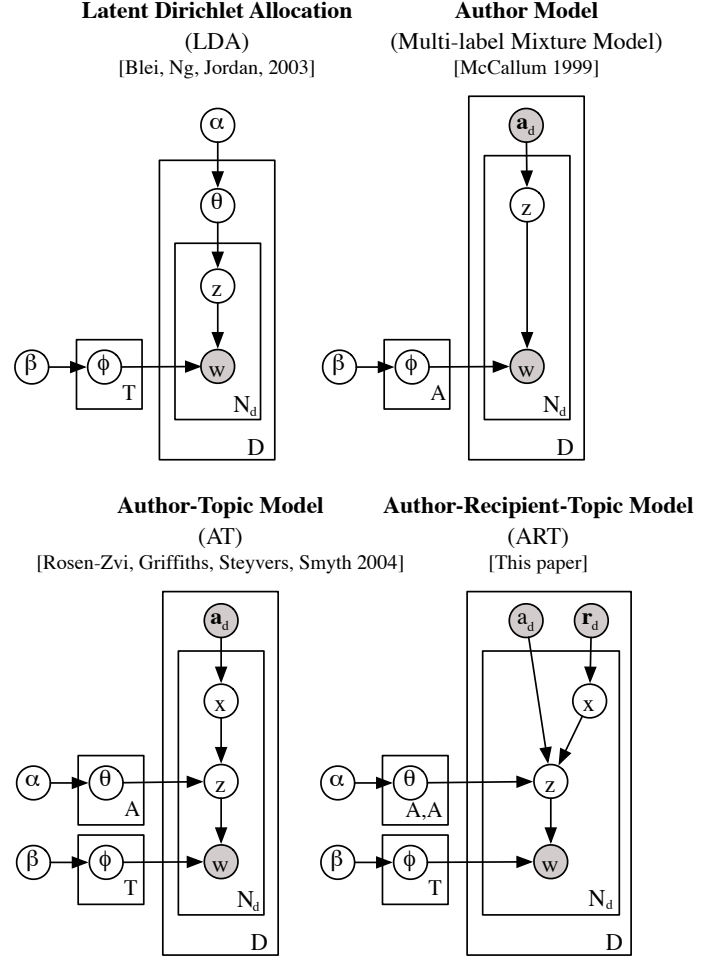 Latent Dirichlet Allocation
(LDA)
[Blei, Ng, Jordan, 2003]
α
θ
z
β
ϕ
w
T
N_d
D
Author Model
(Multi-label Mixture Model)
[McCallum 1999]
a_d
z
β
ϕ
w
A
N_d
D
Author-Topic Model
(AT)
[Rosen-Zvi, Griffiths, Steyvers, Smyth 2004]
a_d
x
α
θ
z
A
β
ϕ
w
T
N_d
D
Author-Recipient-Topic Model
(ART)
[This paper]
a_d
r_d
x
α
θ
z
A,A
β
ϕ
w
T
N_d
D